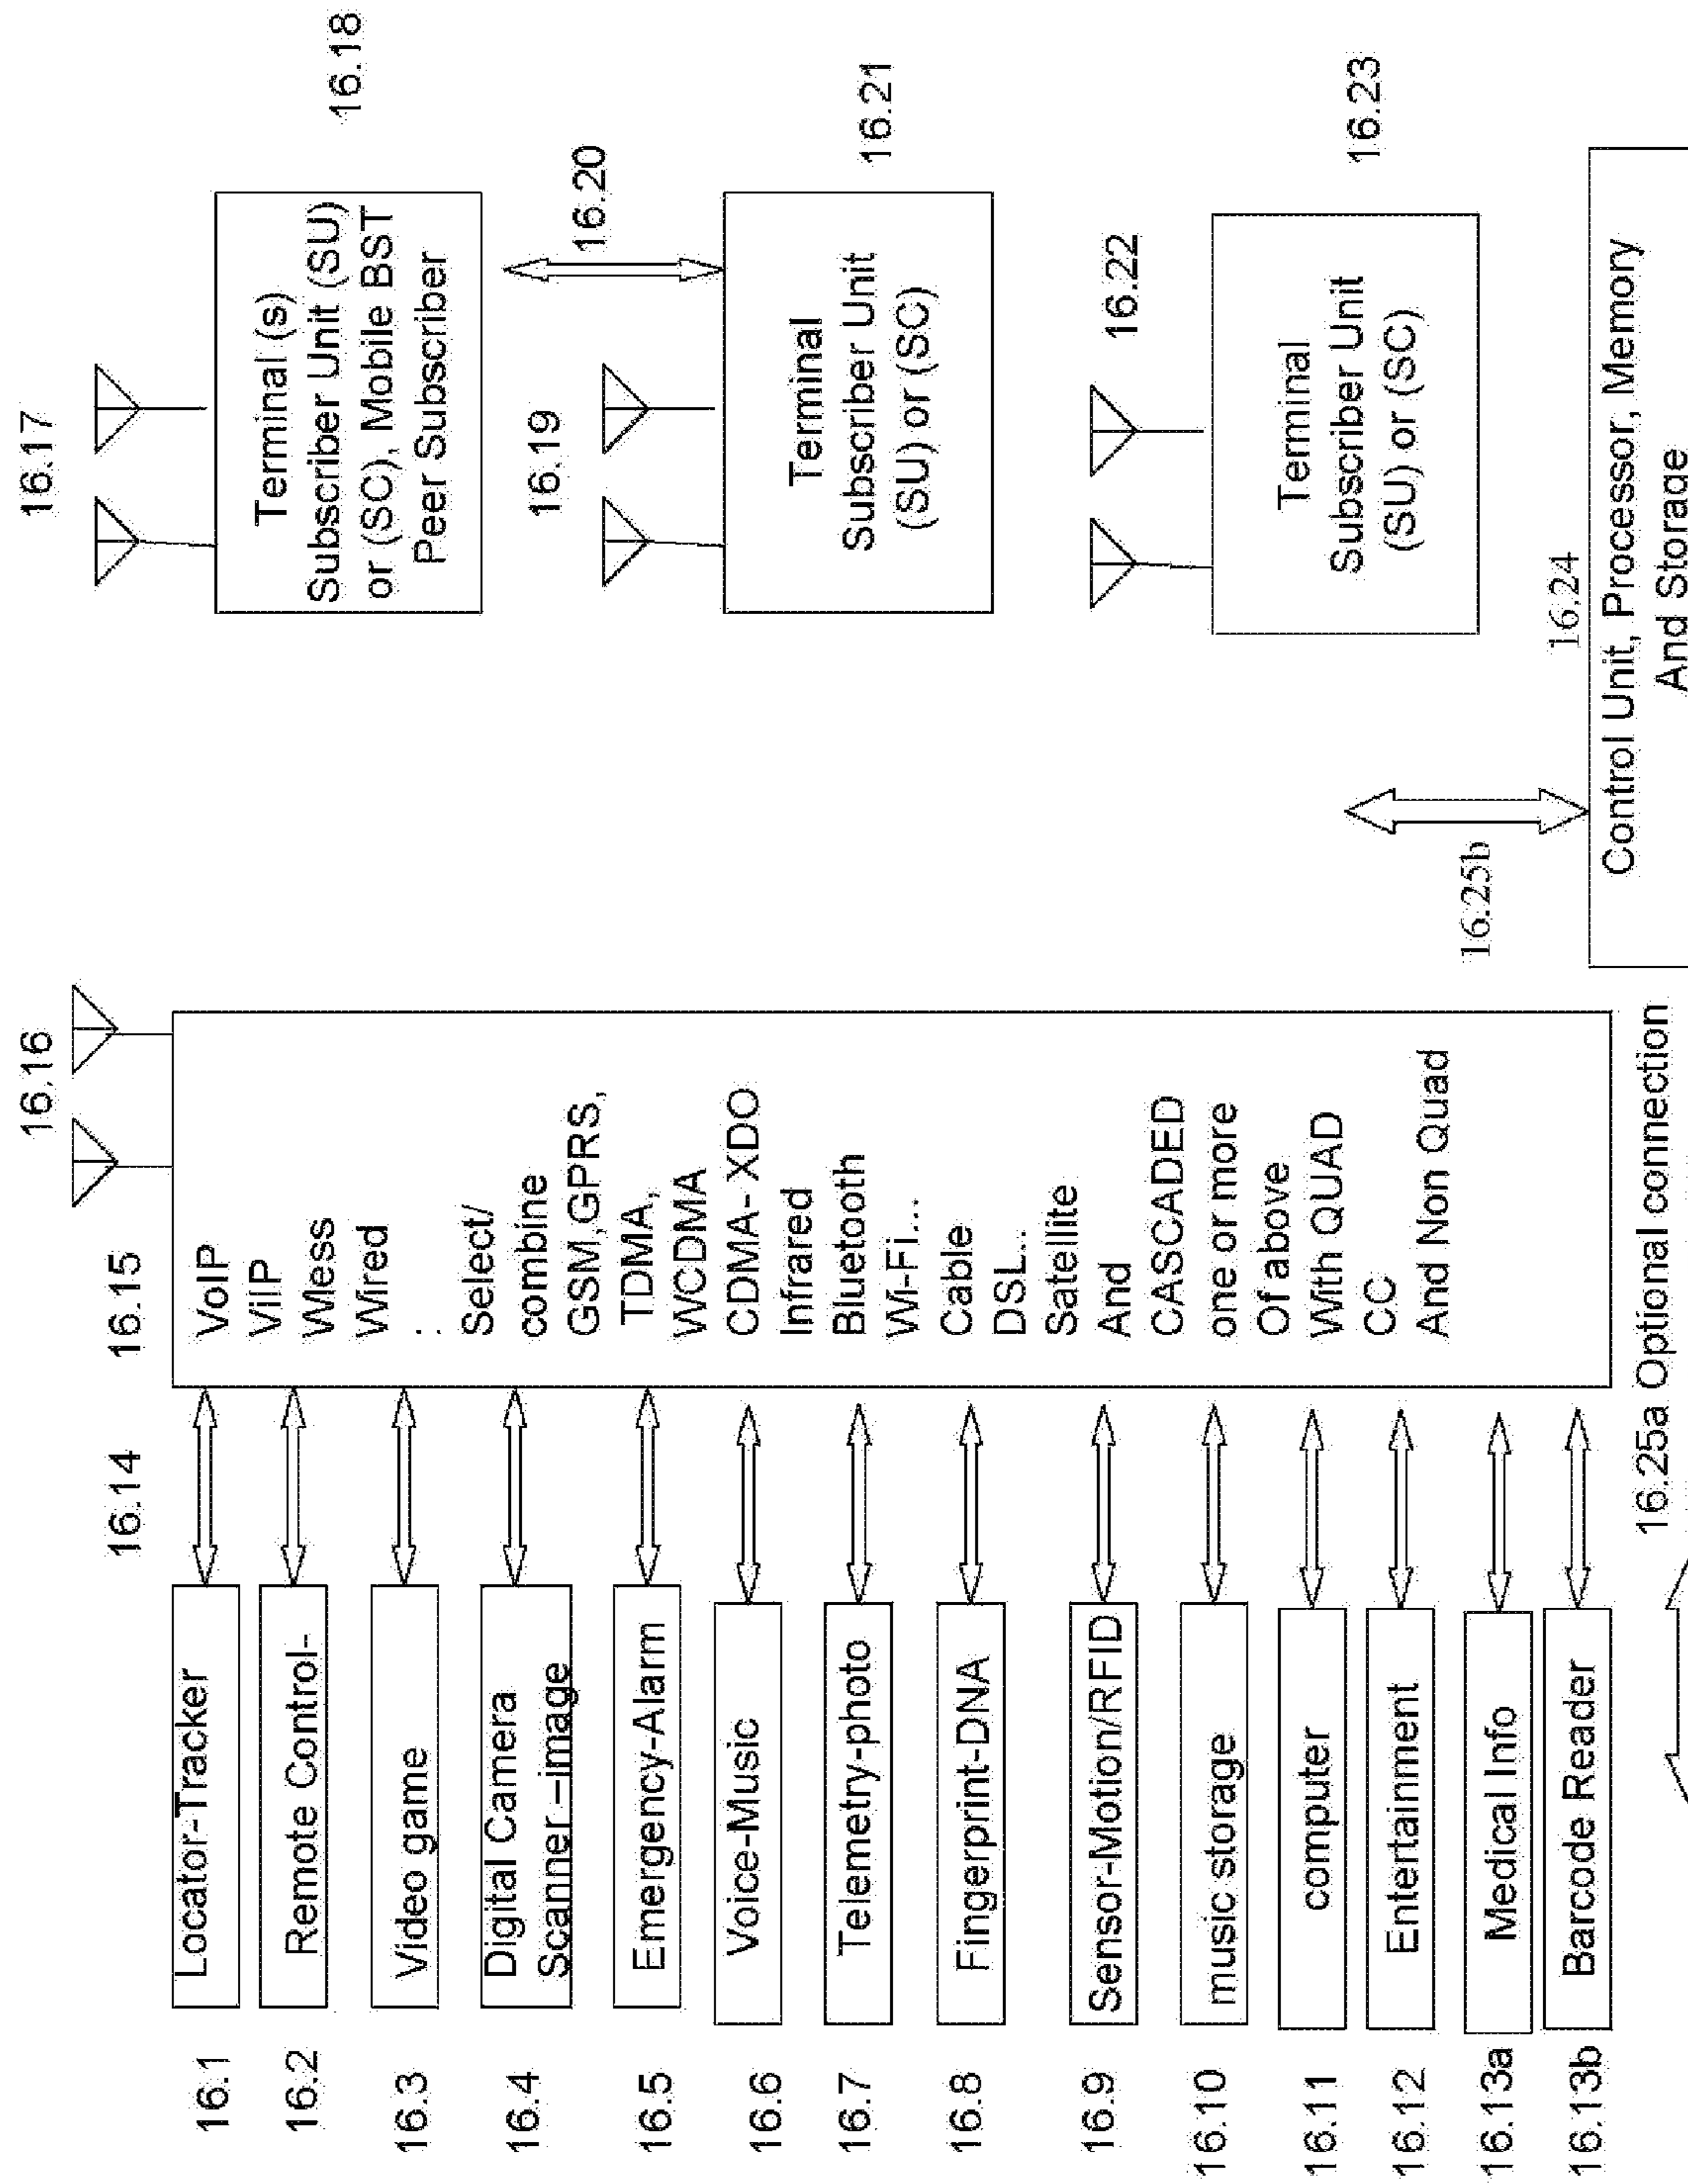 16.1
Locator-Tracker
16.2
Remote Control-
16.3
Video game
16.4
Digital Camera
Scanner –image
16.5
Emergency-Alarm
16.6
Voice-Music
16.7
Telemetry-photo
16.8
Fingerprint-DNA
16.9
Sensor-Motion/RFID
16.10
music storage
16.11
computer
16.12
Entertainment
16.13a
Medical Info
16.13b
Barcode Reader
16.14
16.15
16.16
VoIP
ViIP
Wless
Wired
:
Select/
combine
GSM,GPRS,
TDMA,
WCDMA
CDMA- XDO
Infrared
Bluetooth
Wi-Fi...
Cable
DSL..
Satellite
And
CASCADED
one or more
Of above
With QUAD
CC
And Non Quad
16.25a Optional connection
16.17
Terminal (s)
Subscriber Unit (SU)
or (SC), Mobile BST
Peer Subscriber
16.18
16.19
16.20
Terminal
Subscriber Unit
(SU) or (SC)
16.21
16.22
Terminal
Subscriber Unit
(SU) or (SC)
16.23
16.25b
16.24
Control Unit, Processor, Memory
And Storage